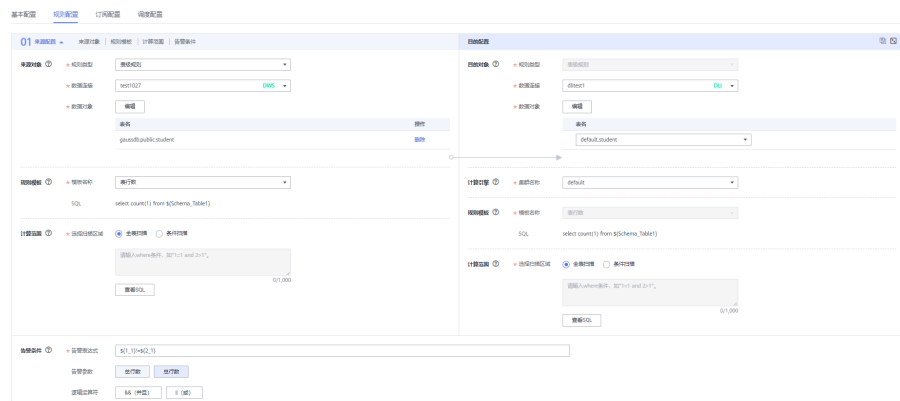 基本配置 规则配置 订阅配置 调度配置
01 来源配置 来源对象 | 规则模板 | 计算范围 | 告警条件
目的配置
来源对象 * 规则类型 表级规则
目的对象 * 规则类型 表级规则
* 数据连接 test1027 DWS
* 数据连接 dlitest1 DLI
* 数据对象 编辑
* 数据对象 编辑
表名 操作
表名
gaussdb.public.student 删除
default.student
规则模板 * 模板名称 表行数
计算引擎 * 集群名称 default
SQL select count(1) from ${Schema_Table1}
规则模板 * 模板名称 表行数
计算范围 * 选择扫描区域 全表扫描 条件扫描
SQL select count(1) from ${Schema_Table1}
请输入where条件，如"1=1 and 2=1"。
0/1,000
查看SQL
计算范围 * 选择扫描区域 全表扫描 条件扫描
请输入where条件，如"1=1 and 2=1"。
0/1,000
查看SQL
告警条件 * 告警表达式 ${1_1}!=${2_1}
告警参数 总行数 总行数
逻辑运算符 && (并且) || (或)